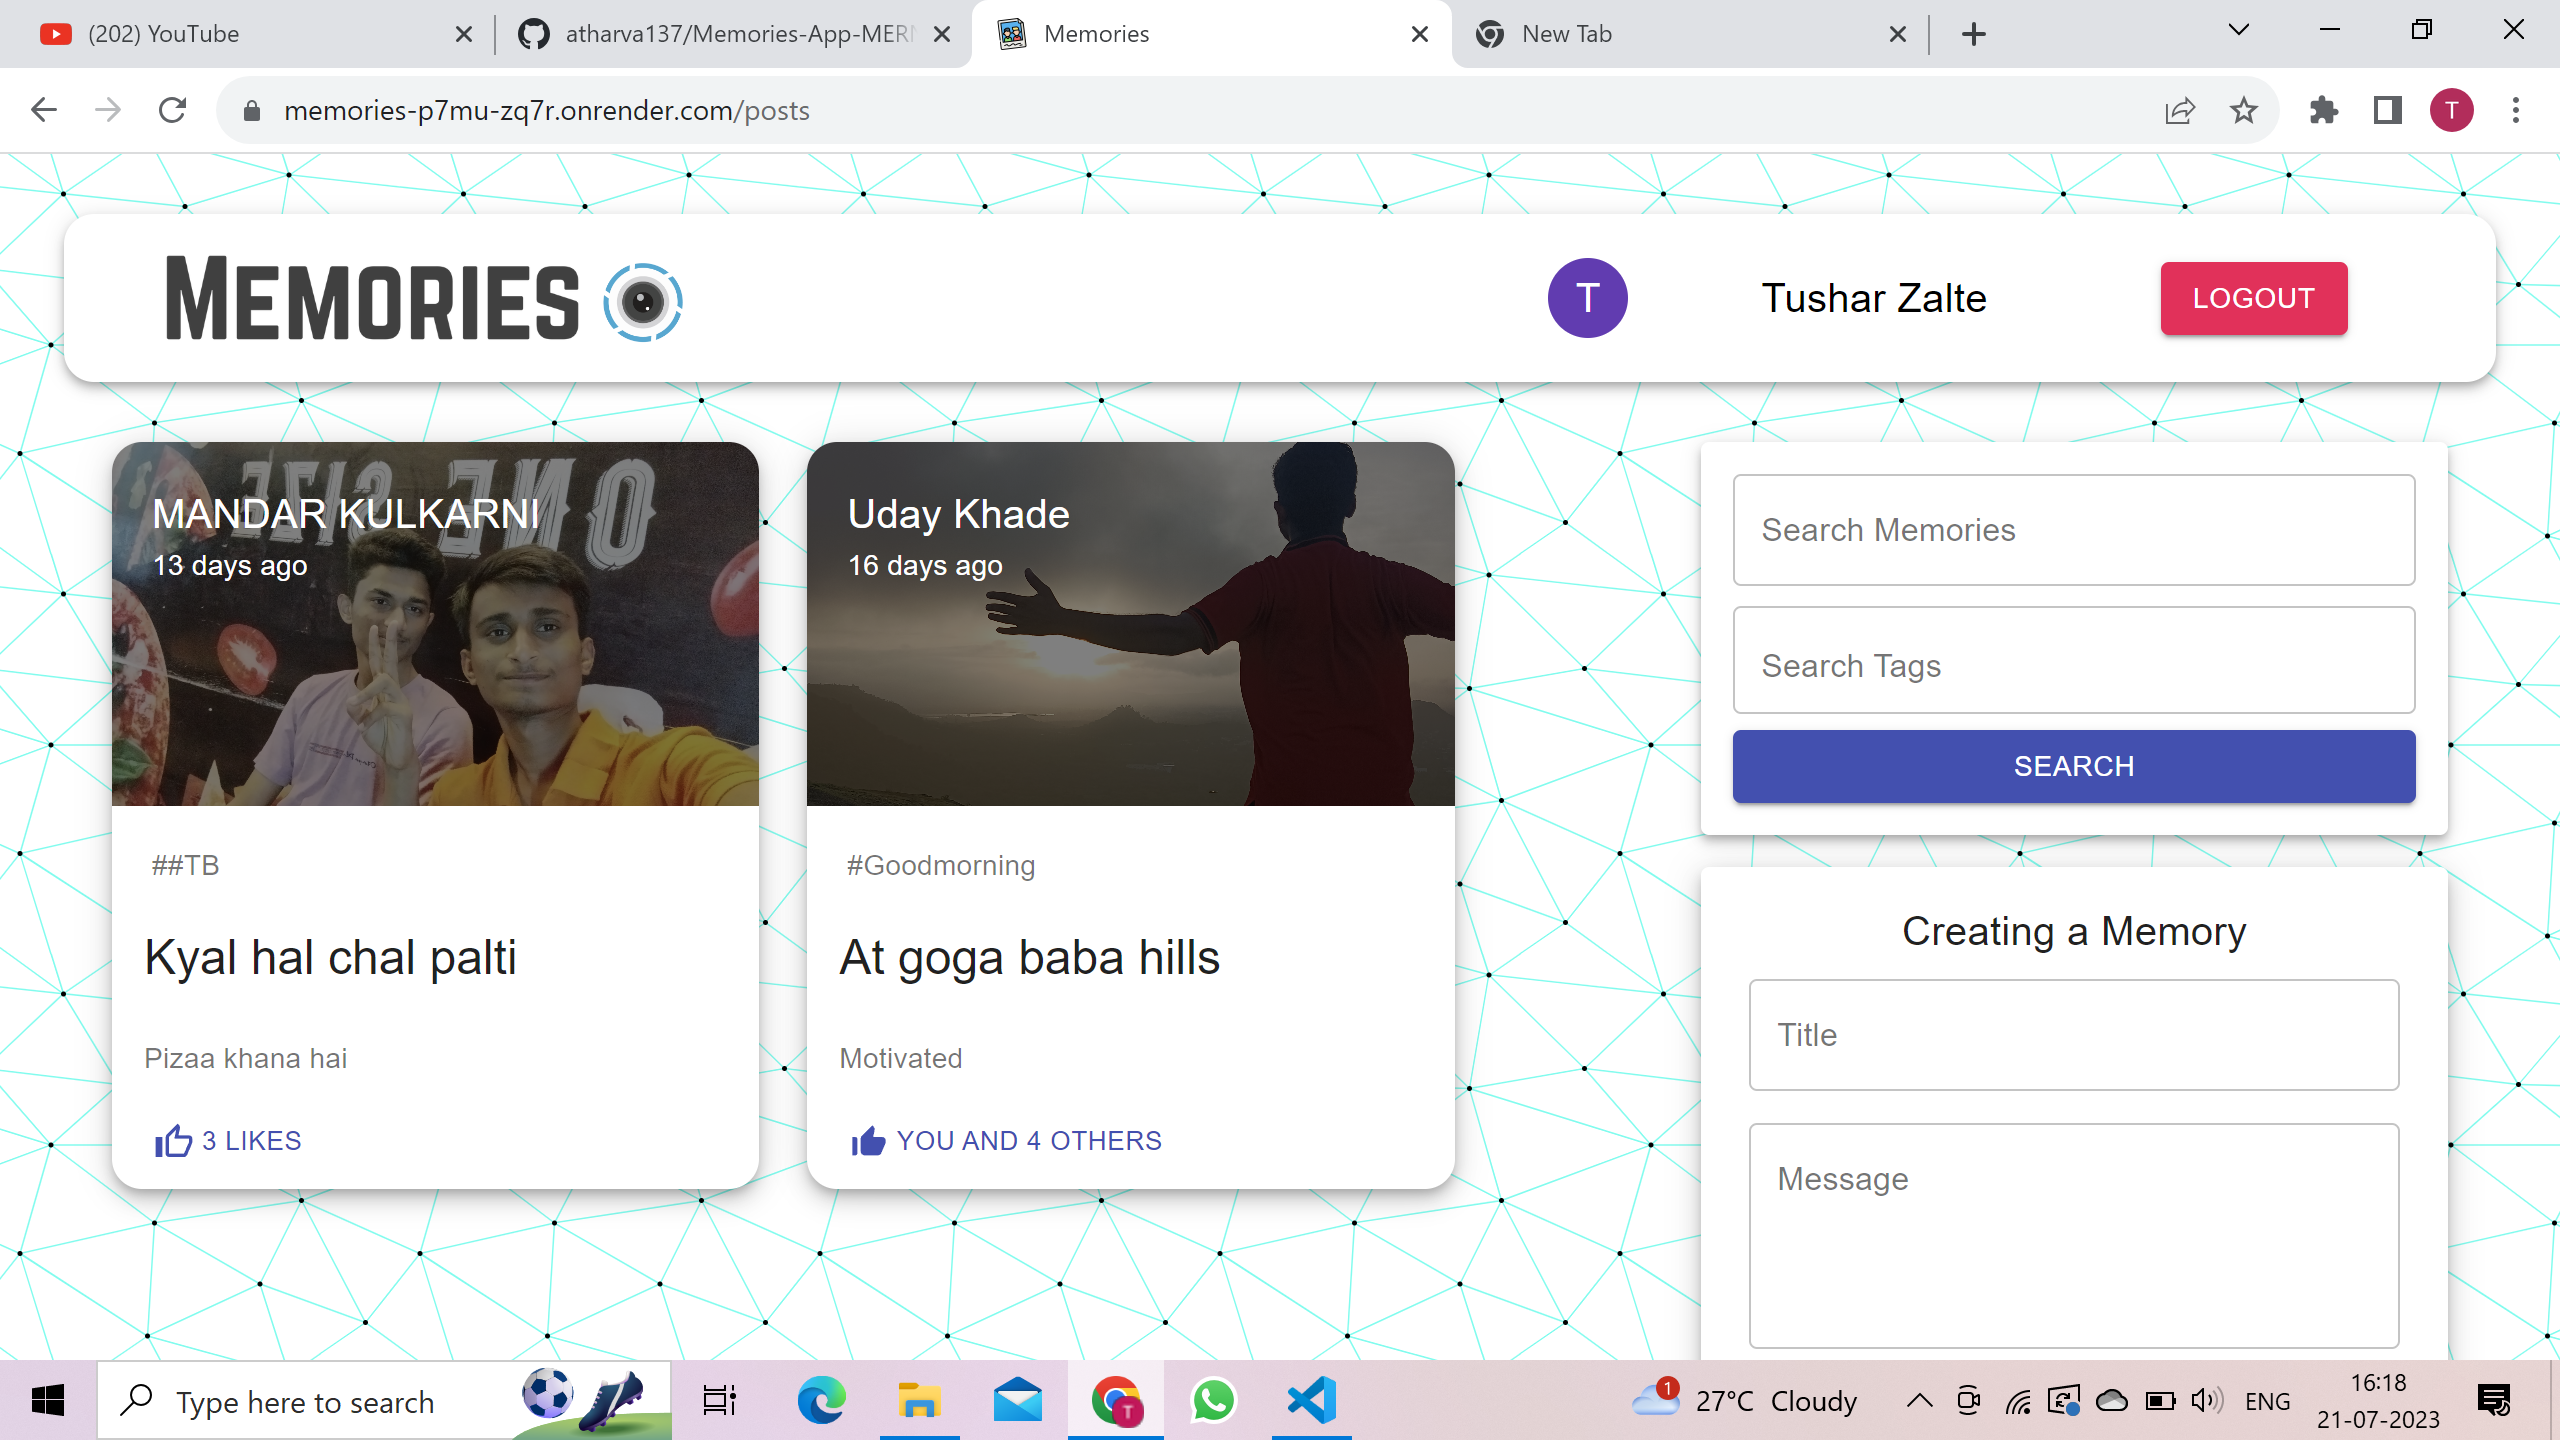 (202) YouTube
atharva137/Memories-App-MERN
Memories
New Tab
memories-p7mu-zq7r.onrender.com/posts
T
MEMORIES
T
Tushar Zalte
LOGOUT
ONE SIZE
MANDAR KULKARNI
13 days ago
##TB
Kyal hal chal palti
Pizaa khana hai
3 LIKES
Uday Khade
16 days ago
#Goodmorning
At goga baba hills
Motivated
YOU AND 4 OTHERS
Search Memories
Search Tags
SEARCH
Creating a Memory
Title
Message
Type here to search
T
1
27°C Cloudy
ENG
16:18
21-07-2023